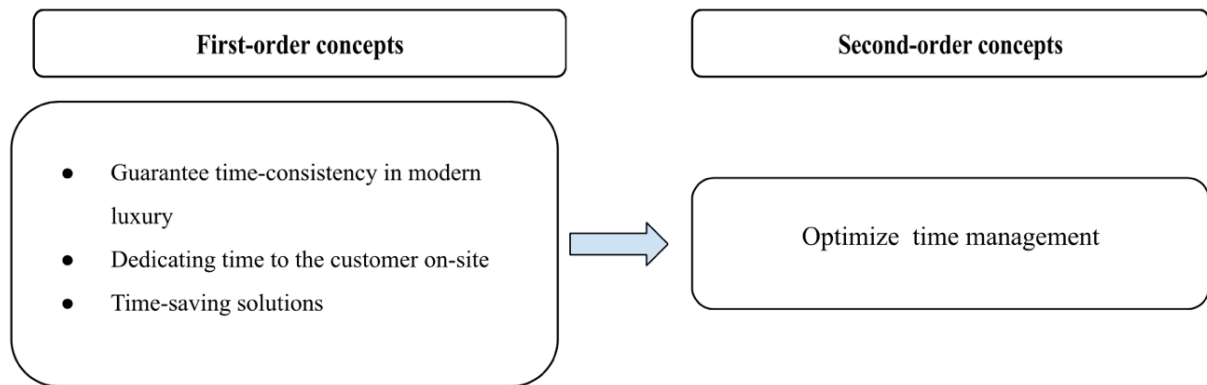 First-order concepts
Second-order concepts
● Guarantee time-consistency in modern
luxury
● Dedicating time to the customer on-site
● Time-saving solutions
Optimize time management